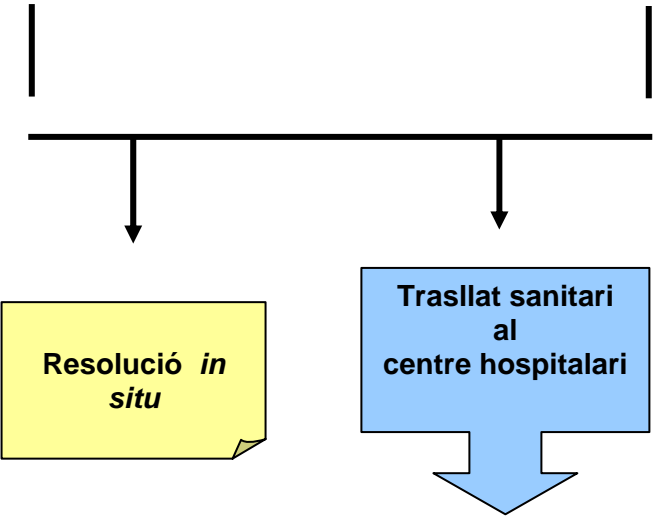 Resolució in
situ
Trasllat sanitari
al
centre hospitalari